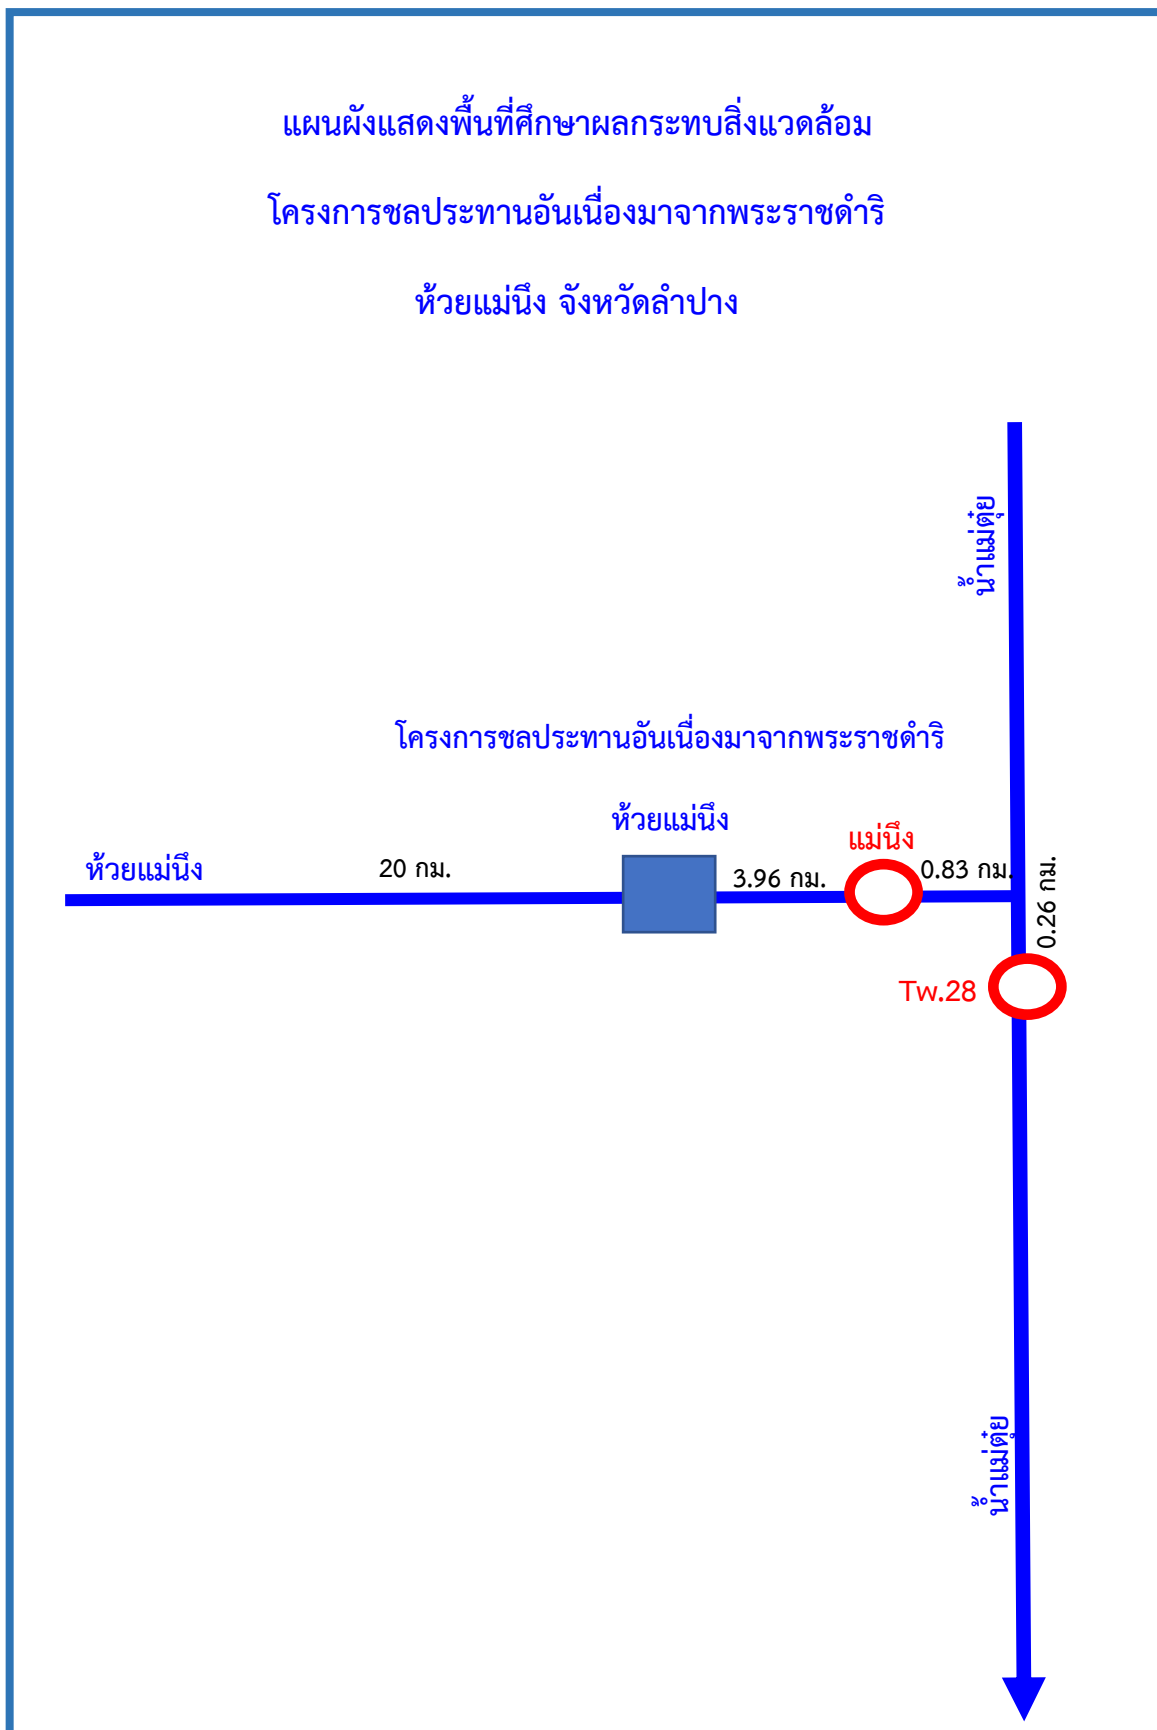 แผนผังแสดงพื้นที่ศึกษาผลกระทบสิ่งแวดล้อม
โครงการชลประทานอันเนื่องมาจากพระราชดำริ
ห้วยแม่นึง จังหวัดลำปาง
น้ำแม่ตุ๋ย
โครงการชลประทานอันเนื่องมาจากพระราชดำริ
ห้วยแม่นึง
แม่นึง
ห้วยแม่นึง
20 กม.
3.96 กม.
0.83 กม.
0.26 กม.
Tw.28
น้ำแม่ตุ๋ย